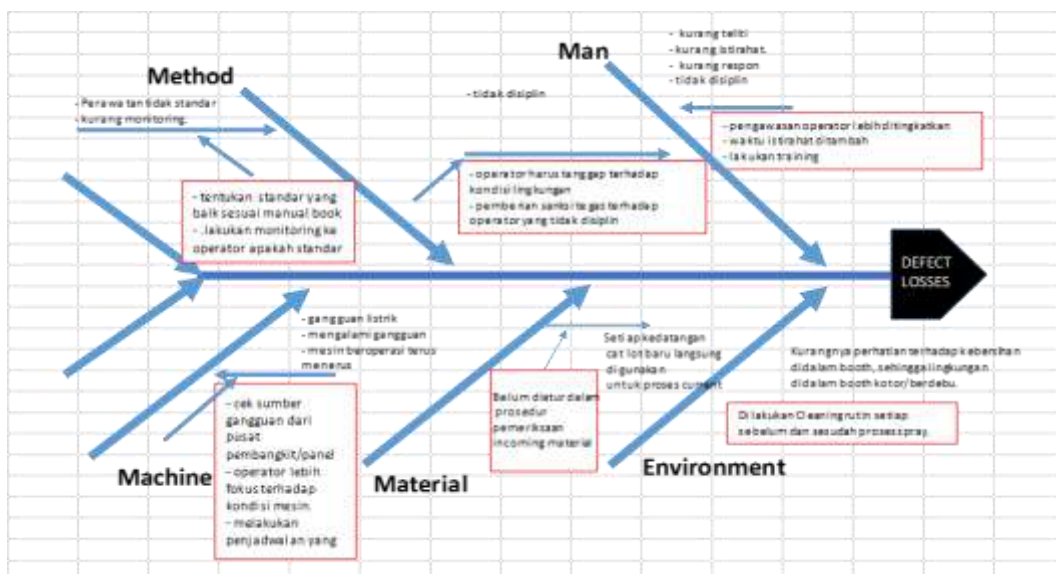 Method
- Perawatan tidak standar
- kurang monitoring.
- tentukan standar yang
baik sesuai manual book
- .lakukan monitoring ke
operator apakah standar
- tidak disiplin
- operator harus tanggap terhadap
kondisi lingkungan
- pemberian sanksi tegas terhadap
operator yang tidak disiplin
Man
- kurang teliti
- kurang istirahat.
- kurang respon
- tidak disiplin
- pengawasan operator lebih ditingkatkan
- waktu istirahat ditambah
- lakukan training
DEFECT
LOSSES
- gangguan listrik
- mengalami gangguan
- mesin beroperasi terus
menerus
- cek sumber
gangguan dari
pusat
pembangkit/panel
- operator lebih
fokus terhadap
kondisi mesin.
- melakukan
penjadwalan yang
Machine
Setiap kedatangan
cat lot baru langsung
digunakan
untuk proses current
Belum diatur dalam
prosedur
pemeriksaan
incoming material
Material
Kurangnya perhatian terhadap kebersihan
didalam booth, sehingga lingkungan
didalam booth kotor/berdebu.
Dilakukan Cleaning rutin setiap
sebelum dan sesudah proses spray.
Environment